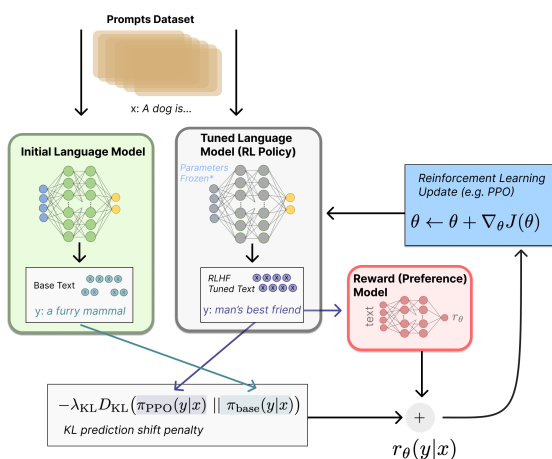 Prompts Dataset
x: A dog is...
Initial Language Model
Tuned Language
Model (RL Policy)
Parameters
Frozen*
Reinforcement Learning
Update (e.g. PPO)
θ ← θ + ∇θJ(θ)
Base Text
x x x x
x x x x
y: a furry mammal
RLHF
Tuned Text
x x x x
x x x x
y: man's best friend
Reward (Preference)
Model
text
rθ
−λKL DKL(πPPO(y|x) || πbase(y|x))
KL prediction shift penalty
+
rθ(y|x)